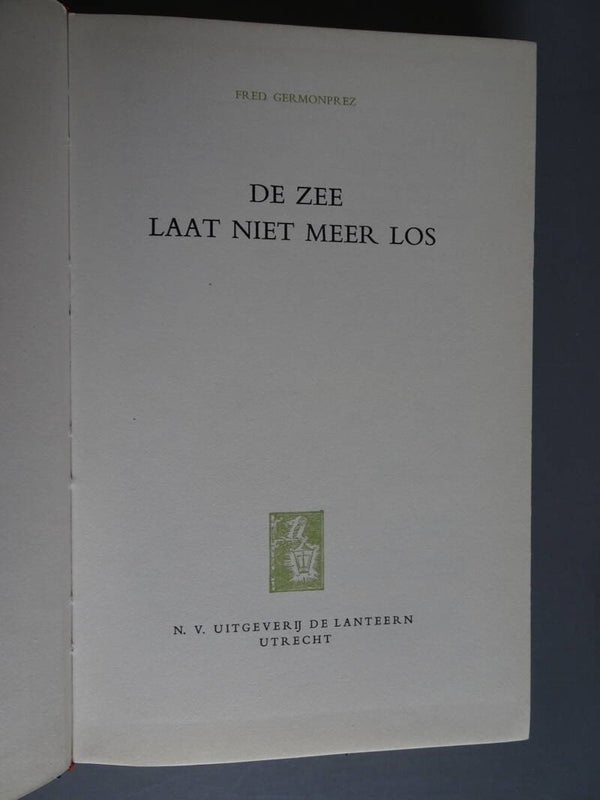 FRED GERMONPREZ
DE ZEE
LAAT NIET MEER LOS
N. V. UITGEVERIJ DE LANTEERN
UTRECHT